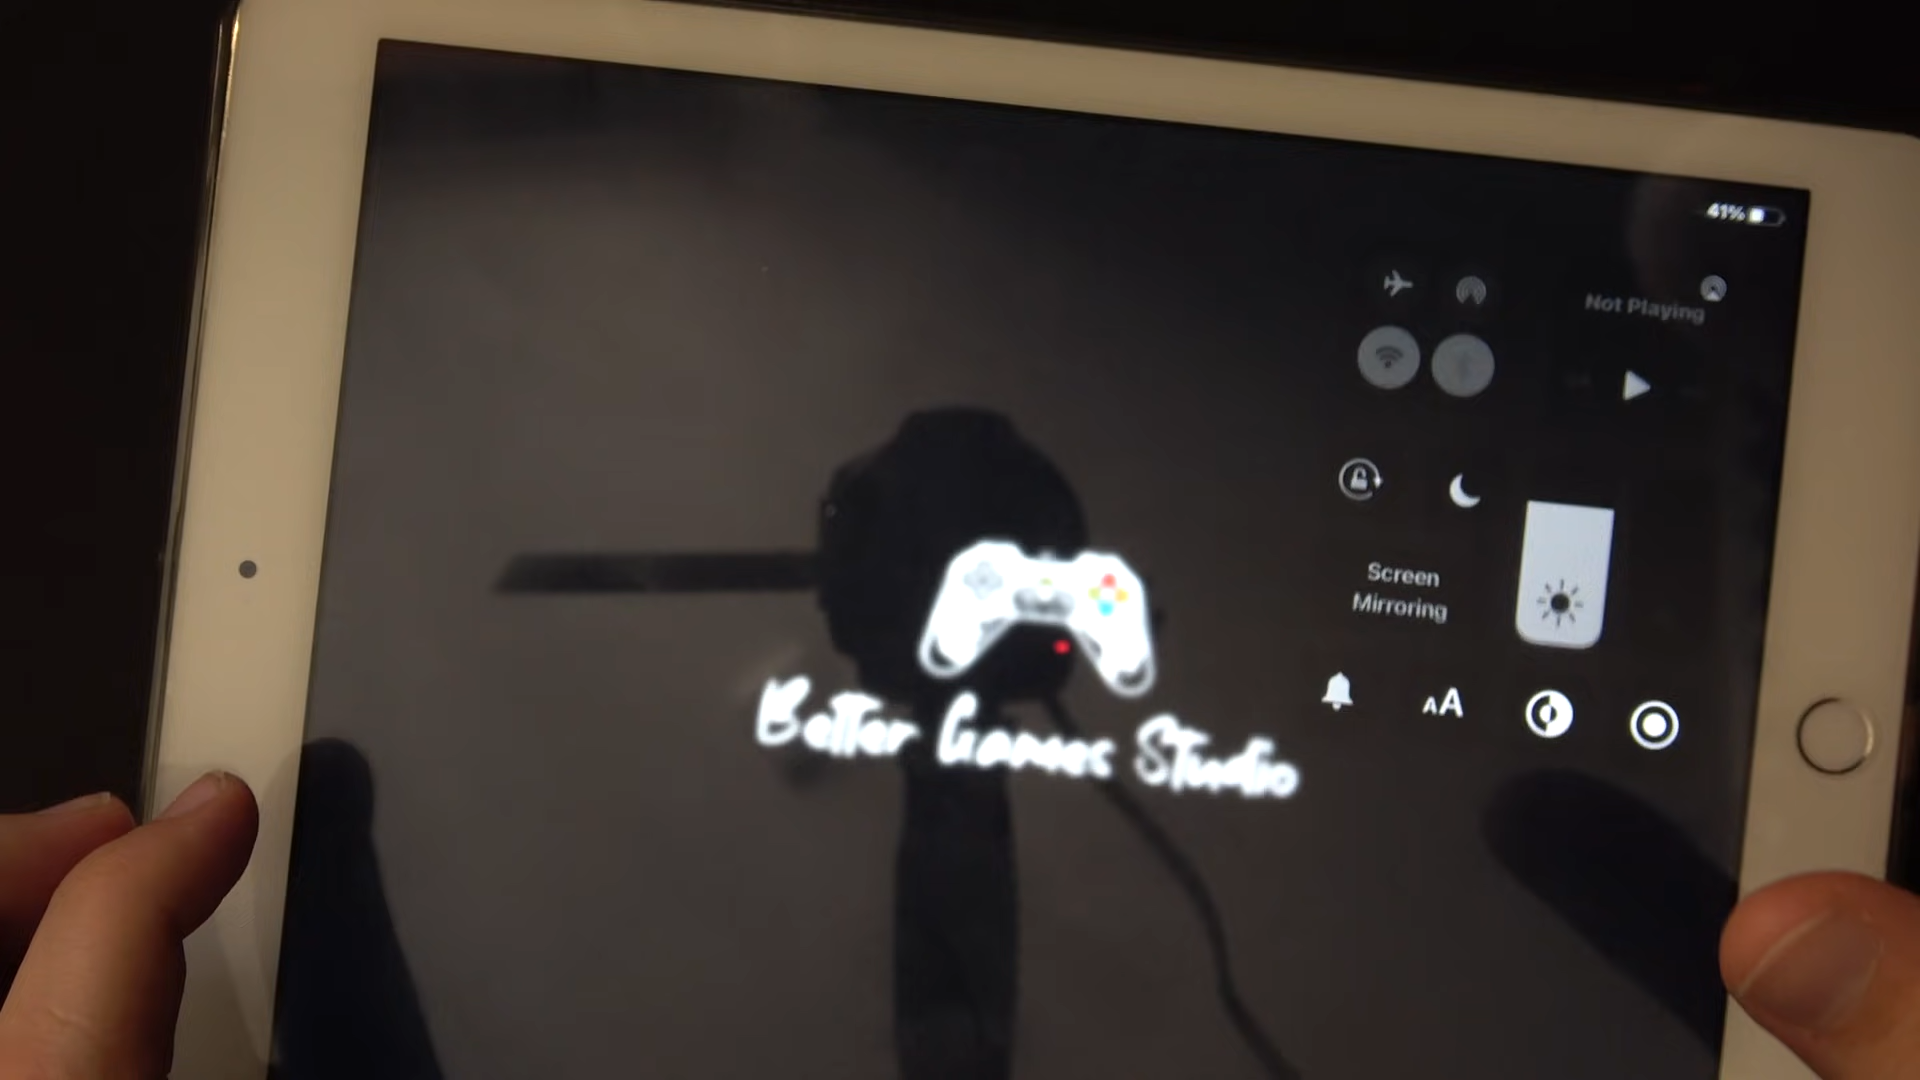 41%
Not Playing
Screen
Mirroring
AA
Better Games Studio